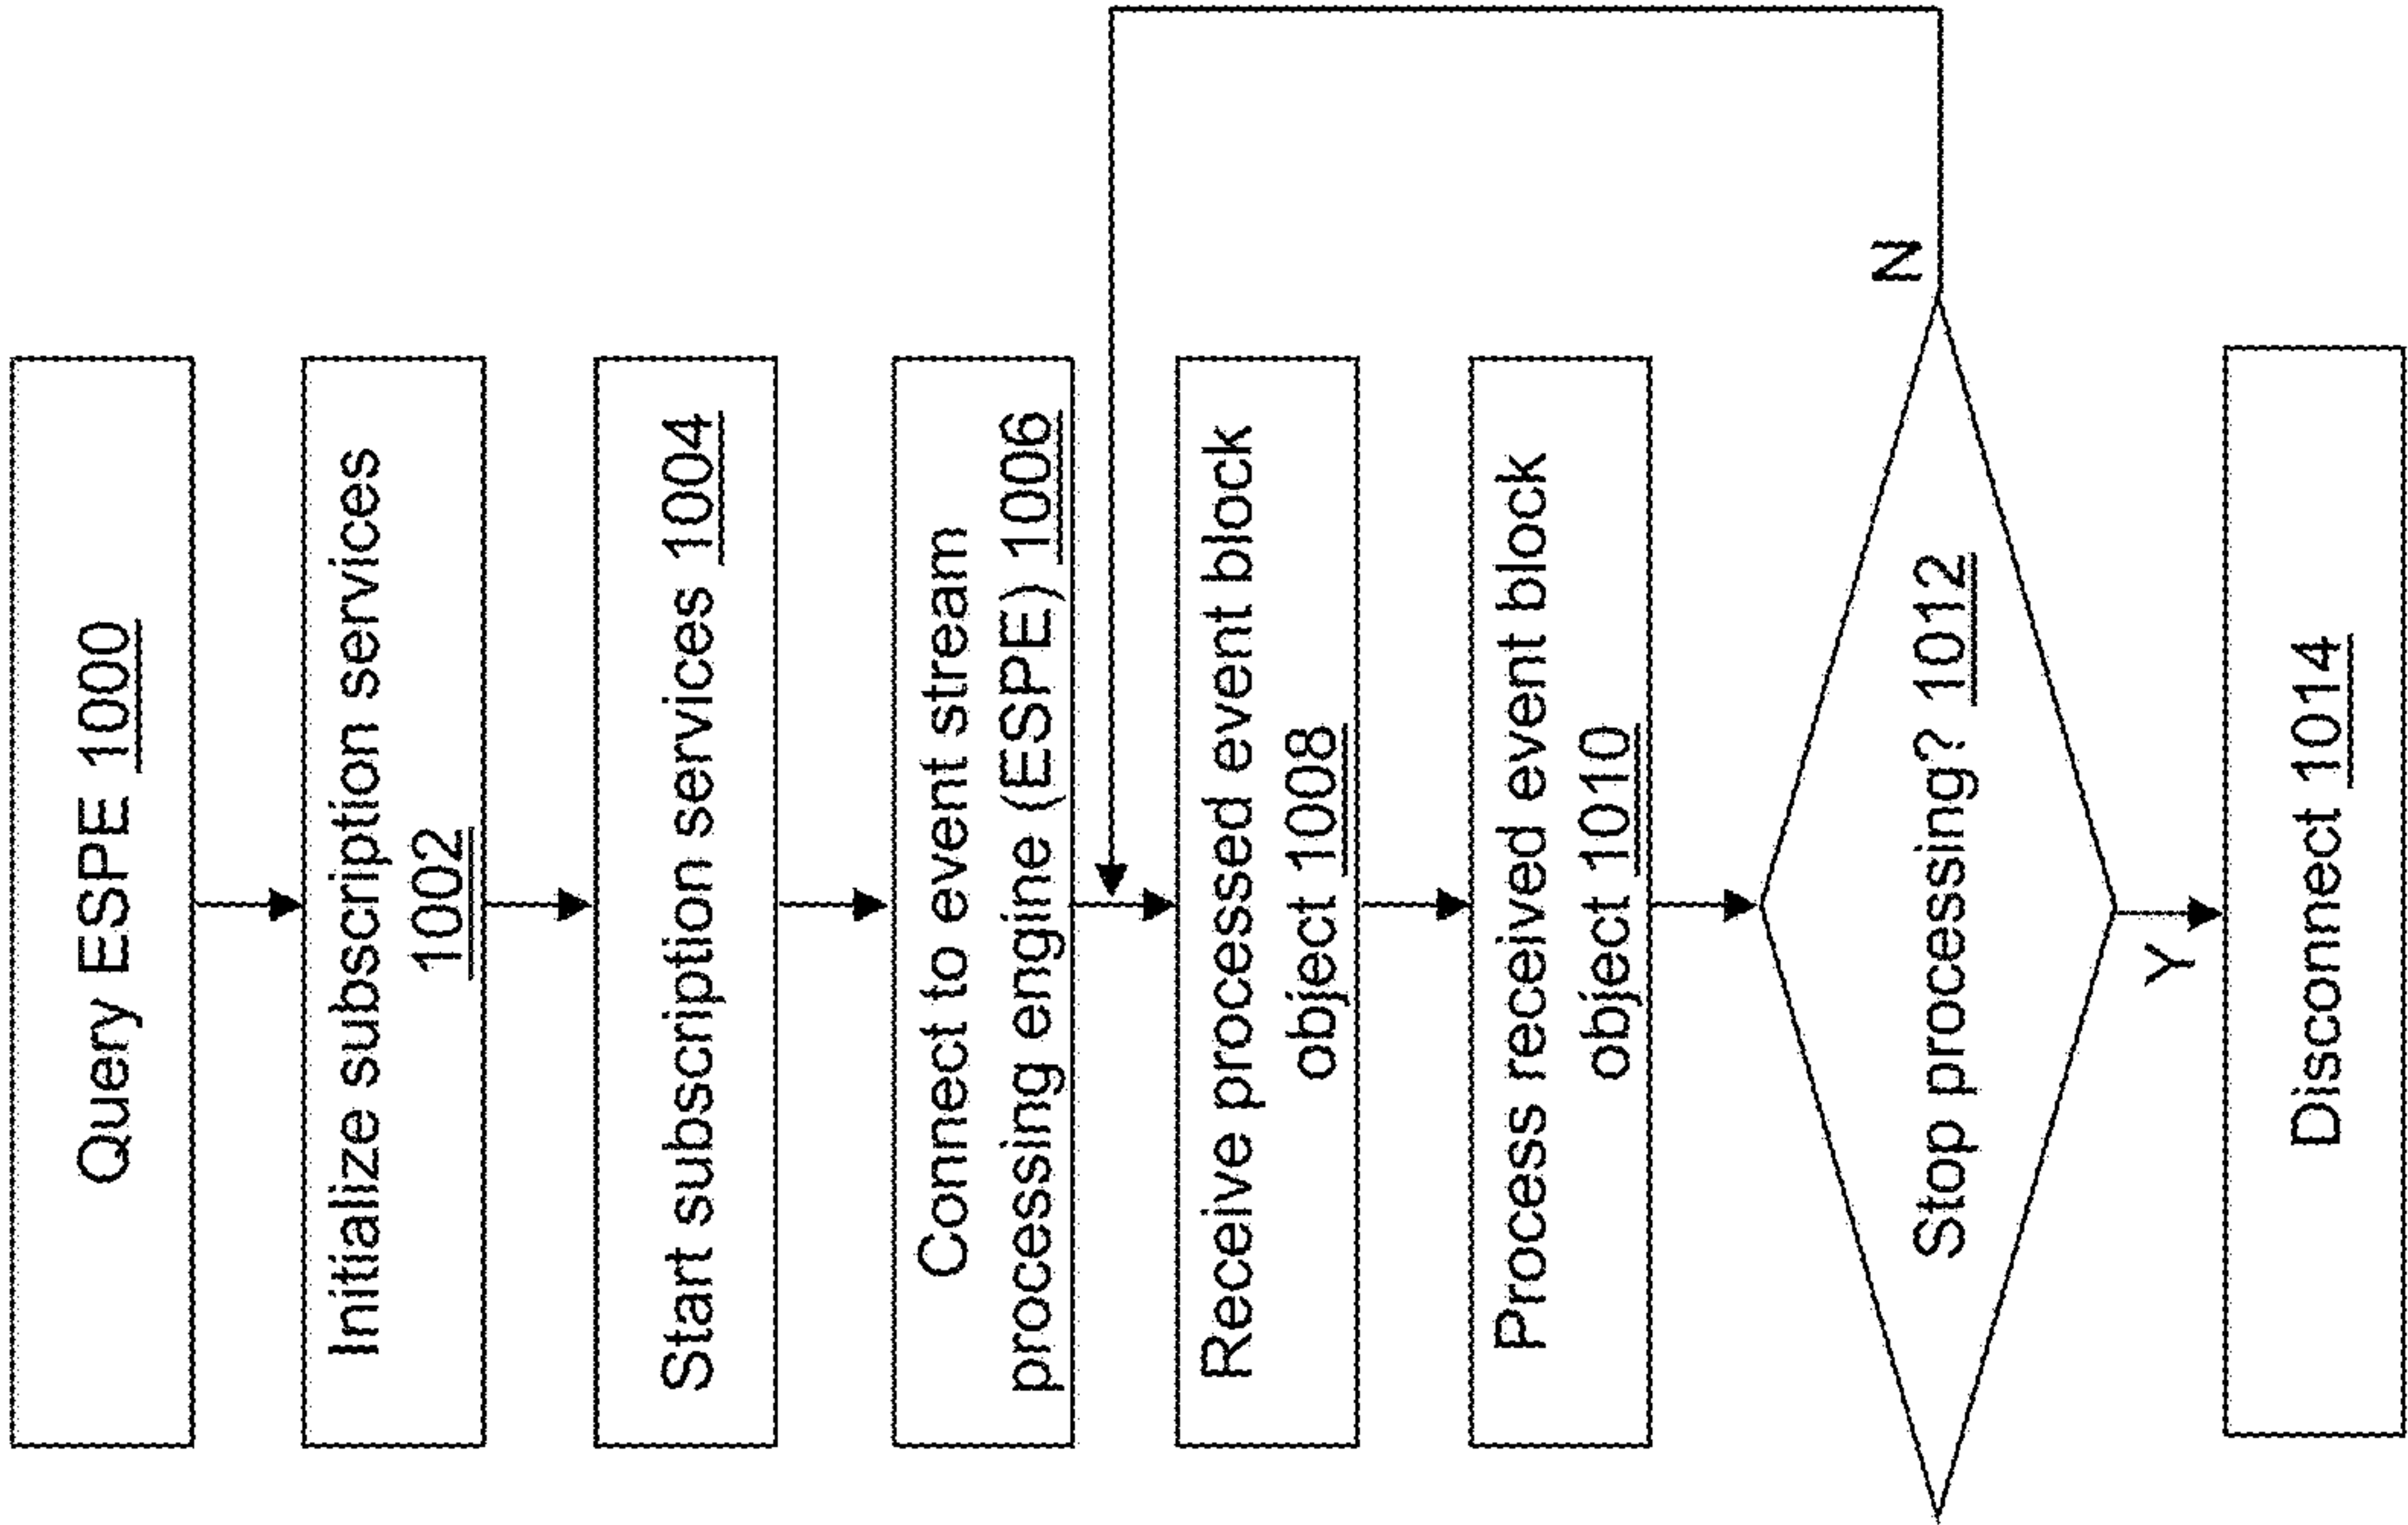 Query ESPE 1000
Initialize subscription services
1002
Start subscription services 1004
Connect to event stream
processing engine (ESPE) 1006
Receive processed event block
object 1008
Process received event block
object 1010
Stop processing? 1012
N
Y
Disconnect 1014